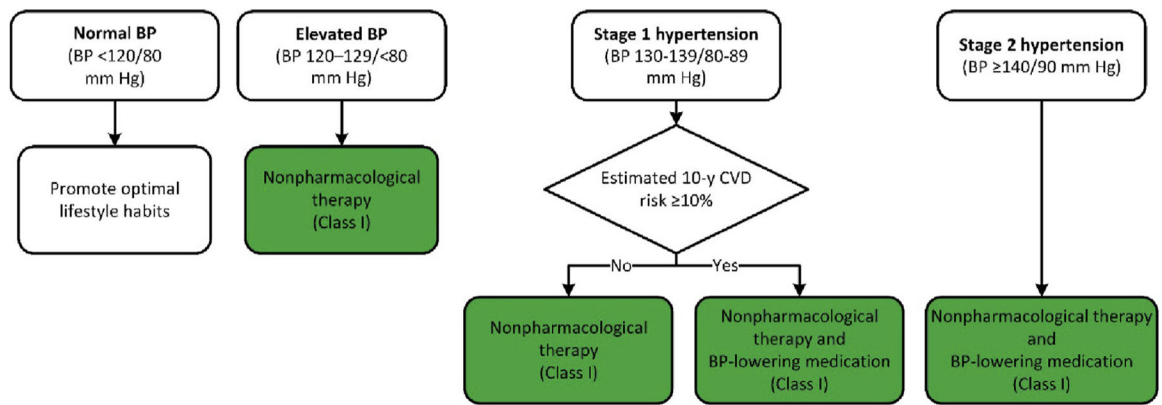 Normal BP
(BP <120/80
mm Hg)
Elevated BP
(BP 120–129/<80
mm Hg)
Stage 1 hypertension
(BP 130-139/80-89
mm Hg)
Stage 2 hypertension
(BP ≥140/90 mm Hg)
Promote optimal
lifestyle habits
Nonpharmacological
therapy
(Class I)
Estimated 10-y CVD
risk ≥10%
No
Yes
Nonpharmacological
therapy
(Class I)
Nonpharmacological
therapy and
BP-lowering medication
(Class I)
Nonpharmacological therapy
and
BP-lowering medication
(Class I)